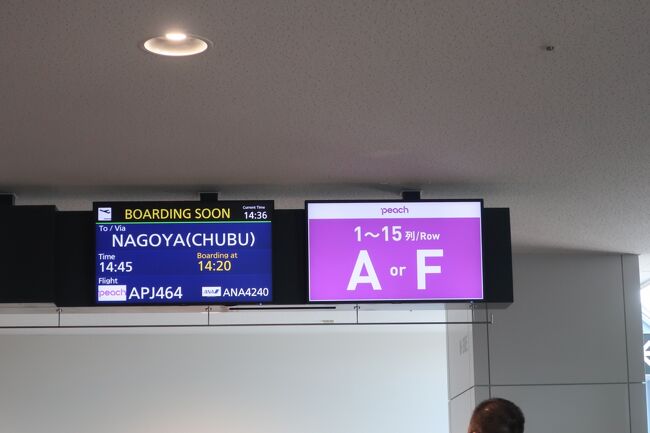 BOARDING SOON
Current Time
14:36
To / Via
NAGOYA(CHUBU)
Time
14:45
Boarding at
14:20
Flight
peach APJ464
ANA ANA4240
peach
1～15 列/Row
A or F